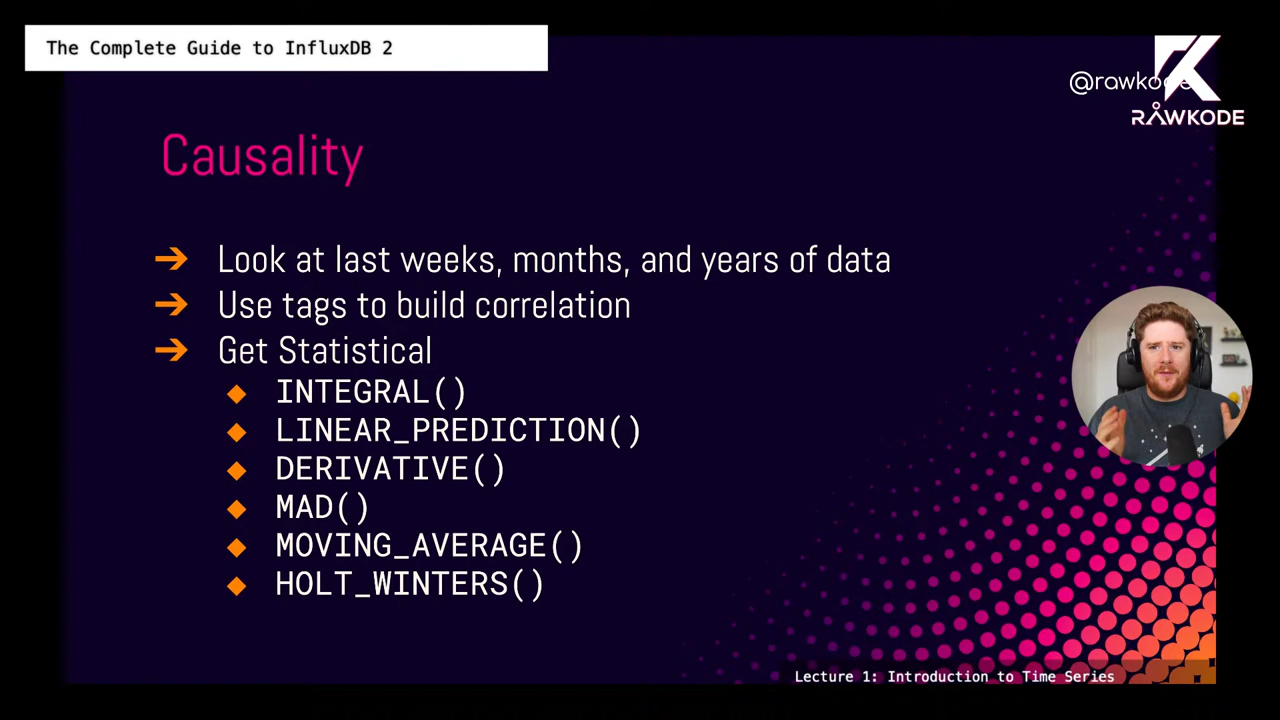 The Complete Guide to InfluxDB 2
@rawkode
RAWKODE
Causality
➔ Look at last weeks, months, and years of data
➔ Use tags to build correlation
➔ Get Statistical
◆ INTEGRAL()
◆ LINEAR_PREDICTION()
◆ DERIVATIVE()
◆ MAD()
◆ MOVING_AVERAGE()
◆ HOLT_WINTERS()
Lecture 1: Introduction to Time Series